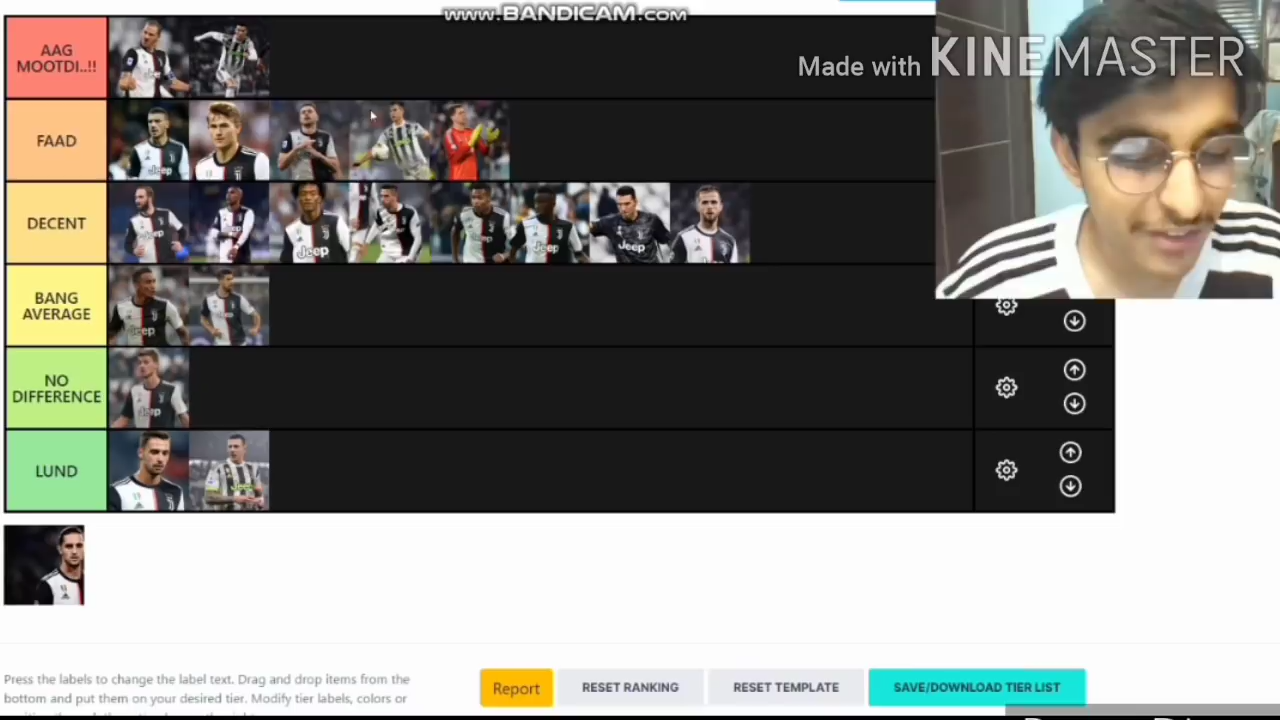 www.BANDICAM.com
Made with KINEMASTER
AAG
MOOTDI..!!
FAAD
DECENT
Jeep
BANG
AVERAGE
NO
DIFFERENCE
LUND
Press the labels to change the label text. Drag and drop items from the
bottom and put them on your desired tier. Modify tier labels, colors or
Report
RESET RANKING
RESET TEMPLATE
SAVE/DOWNLOAD TIER LIST